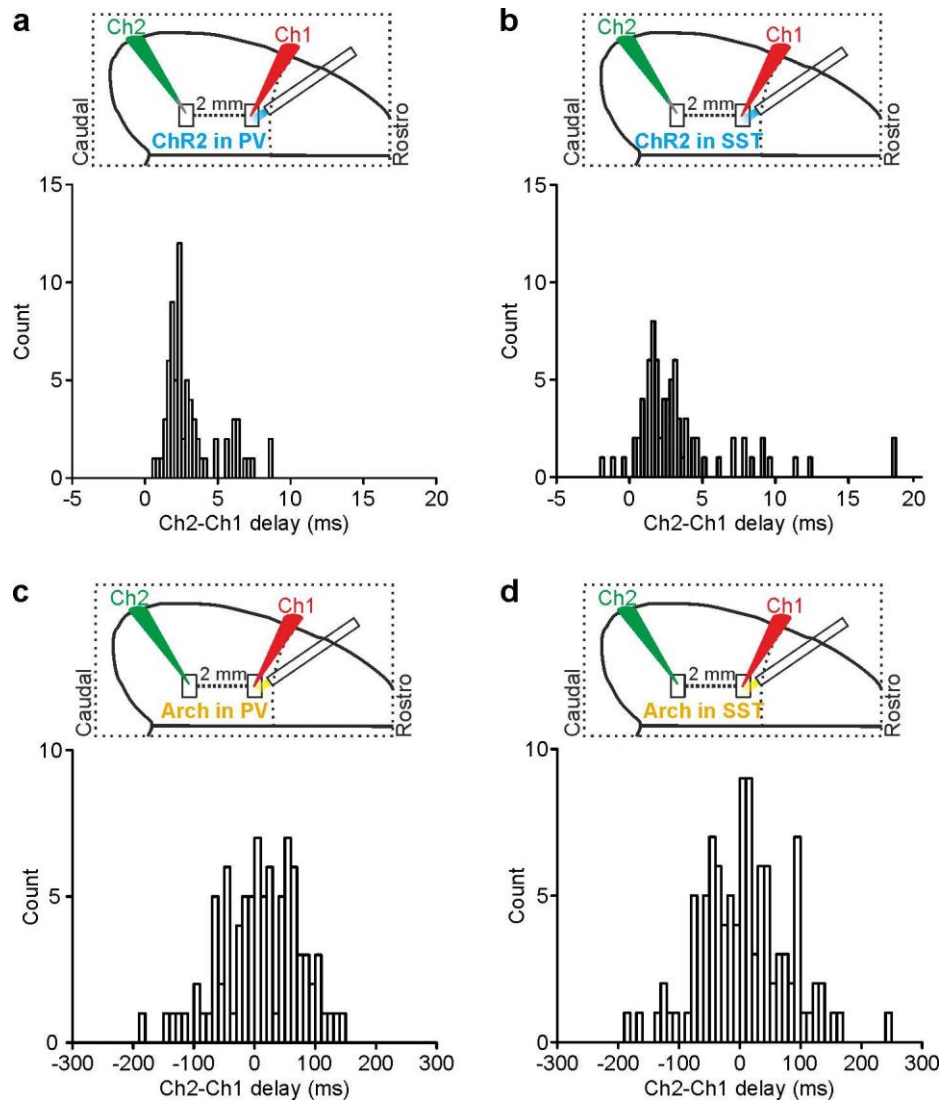 a
Ch2
Ch1
2 mm
ChR2 in PV
Caudal
Rostro
15
10
5
0
Count
-5 0 5 10 15 20
Ch2-Ch1 delay (ms)
b
Ch2
Ch1
2 mm
ChR2 in SST
Caudal
Rostro
15
10
5
0
Count
-5 0 5 10 15 20
Ch2-Ch1 delay (ms)
c
Ch2
Ch1
2 mm
Arch in PV
Caudal
Rostro
10
5
0
Count
-300 -200 -100 0 100 200 300
Ch2-Ch1 delay (ms)
d
Ch2
Ch1
2 mm
Arch in SST
Caudal
Rostro
10
5
0
Count
-300 -200 -100 0 100 200 300
Ch2-Ch1 delay (ms)